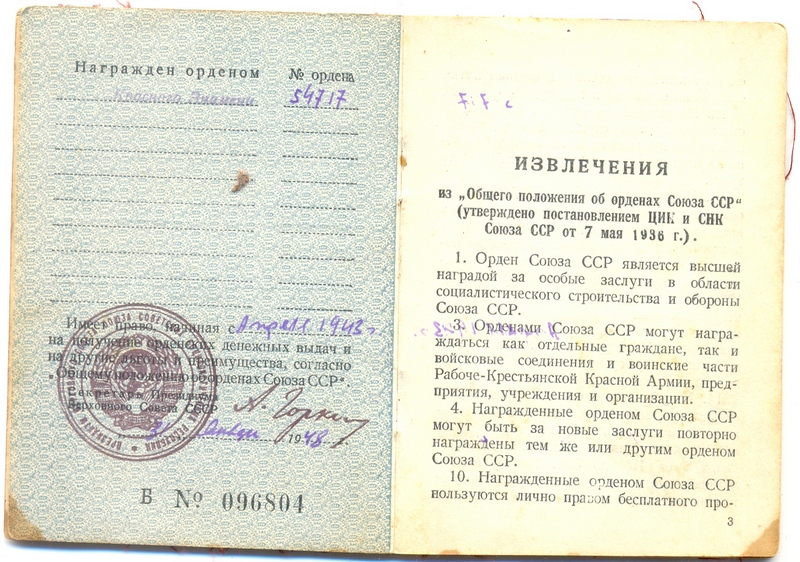 Награжден орденом № ордена
Красного Знамени 54717
Имеет право, начиная с Апреля 1943 г.
на получение орденских денежных выдач и
на другие льготы и преимущества, согласно
"Общему положения об орденах Союза ССР"
Секретарь Президиума
Верховного Совета СССР А. Горкин
31 1948
Б № 096804
ИЗВЛЕЧЕНИЯ
из „Общего положения об орденах Союза ССР"
(утверждено постановлением ЦИК и СНК
Союза ССР от 7 мая 1936 г.).
1. Орден Союза ССР является высшей
наградой за особые заслуги в области
социалистического строительства и обороны
Союза ССР.
3. Орденами Союза ССР могут награ-
ждаться как отдельные граждане, так и
войсковые соединения и воинские части
Рабоче-Крестьянской Красной Армии, пред-
приятия, учреждения и организации.
4. Награжденные орденом Союза ССР
могут быть за новые заслуги повторно
награждены тем же или другим орденом
Союза ССР.
10. Награжденные орденом Союза ССР
пользуются лично правом бесплатного про-
3